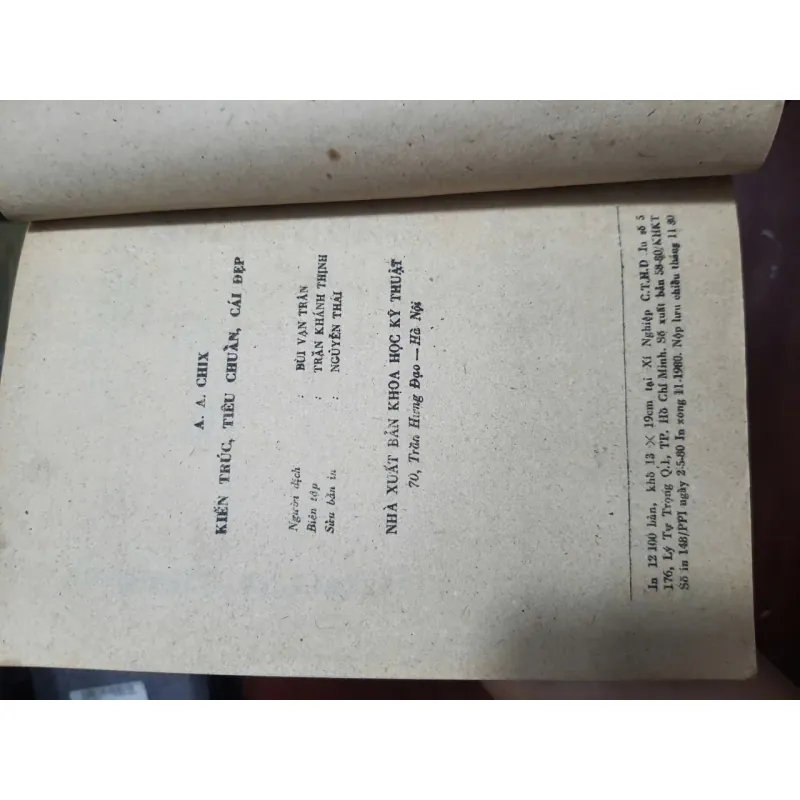 A. A. CHIX
KIẾN TRÚC, TIÊU CHUẨN, CÁI ĐẸP
Người dịch : BÙI VẠN TRÂN
Biên tập : TRẦN KHÁNH THỊNH
Sửa bản in : NGUYỄN THÁI
NHÀ XUẤT BẢN KHOA HỌC KỸ THUẬT
70, Trần Hưng Đạo — Hà Nội
In 12 100 bản, khổ 13 × 19cm tại Xí Nghiệp C.T.H.D In số 5
176, Lý Tự Trọng Q.1, TP. Hồ Chí Minh. Số xuất bản 58-80/KHKT
Số in 148/PPI ngày 2-5-80 In xong 11-1980. Nộp lưu chiểu tháng 11 80